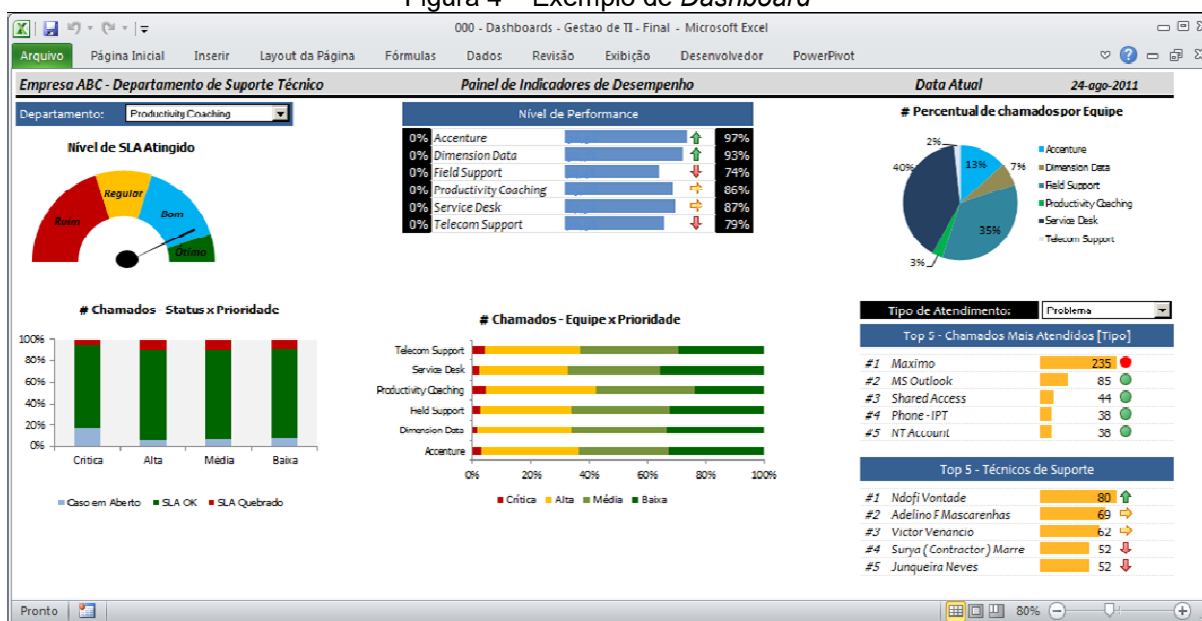 Figura 4 – Exemplo de Dashboard
000 - Dashboards - Gestao de TI - Final - Microsoft Excel
Arquivo Página Inicial Inserir Layout da Página Fórmulas Dados Revisão Exibição Desenvolvedor PowerPivot
Empresa ABC - Departamento de Suporte Técnico Painel de Indicadores de Desempenho Data Atual 24-ago-2011
Departamento: Productivity Coaching
Nível de SLA Atingido
Ruim
Regular
Bom
Ótimo
Nível de Performance
0% Accenture 97%
0% Dimension Data 93%
0% Field Support 74%
0% Productivity Coaching 86%
0% Service Desk 87%
0% Telecom Support 79%
# Percentual de chamados por Equipe
2%
13%
7%
40%
35%
3%
Accenture
Dimension Data
Field Support
Productivity Coaching
Service Desk
Telecom Support
# Chamados - Status x Prioridade
100%
80%
60%
40%
20%
0%
Crítica Alta Média Baixa
Caso em Aberto SLA OK SLA Quebrado
# Chamados - Equipe x Prioridade
Telecom Support
Service Desk
Productivity Coaching
Field Support
Dimension Data
Accenture
0% 20% 40% 60% 80% 100%
Crítica Alta Média Baixa
Tipo de Atendimento: Problema
Top 5 - Chamados Mais Atendidos [Tipo]
#1 Maximo 235
#2 MS Outlook 85
#3 Shared Access 44
#4 Phone - IPT 38
#5 NT Account 38
Top 5 - Técnicos de Suporte
#1 Ndofi Vontade 80
#2 Adelino F Mascarenhas 69
#3 Victor Venancio 62
#4 Surya ( Contractor ) Marre 52
#5 Junqueira Neves 52
Pronto 80%